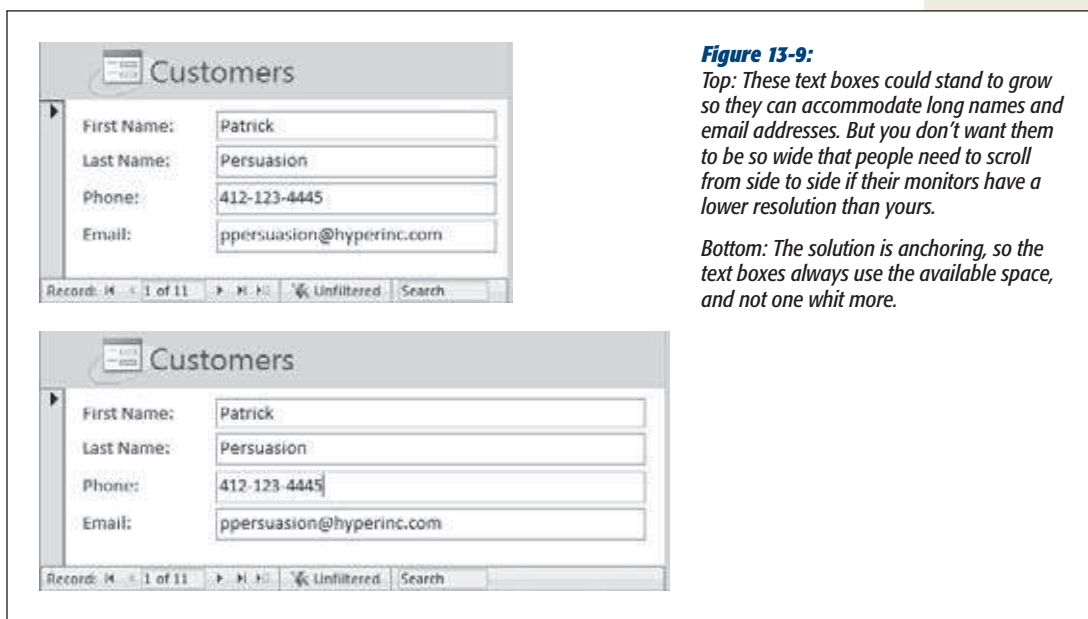 Customers
First Name: Patrick
Last Name: Persuasion
Phone: 412-123-4445
Email: ppersuasion@hyperinc.com
Record: 1 of 11 Unfiltered Search
Customers
First Name: Patrick
Last Name: Persuasion
Phone: 412-123-4445
Email: ppersuasion@hyperinc.com
Record: 1 of 11 Unfiltered Search
Figure 13-9:
Top: These text boxes could stand to grow
so they can accommodate long names and
email addresses. But you don’t want them
to be so wide that people need to scroll
from side to side if their monitors have a
lower resolution than yours.
Bottom: The solution is anchoring, so the
text boxes always use the available space,
and not one whit more.